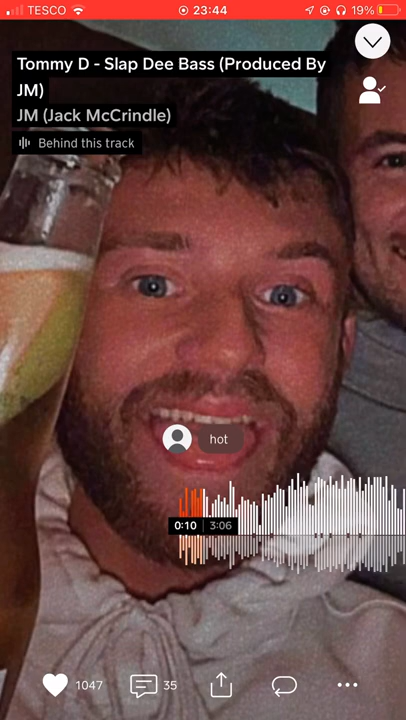 TESCO 23:44 19%
Tommy D - Slap Dee Bass (Produced By
JM)
JM (Jack McCrindle)
Behind this track
hot
0:10 3:06
1047 35